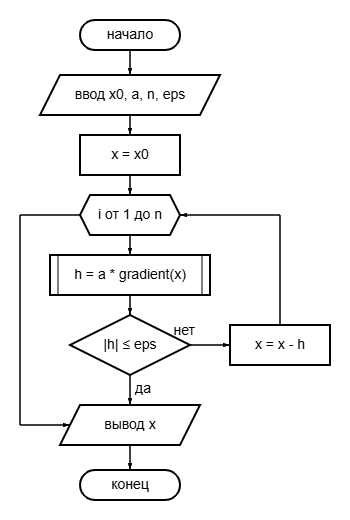 начало
ввод x0, a, n, eps
x = x0
i от 1 до n
h = a * gradient(x)
|h| ≤ eps
нет
x = x - h
да
вывод x
конец